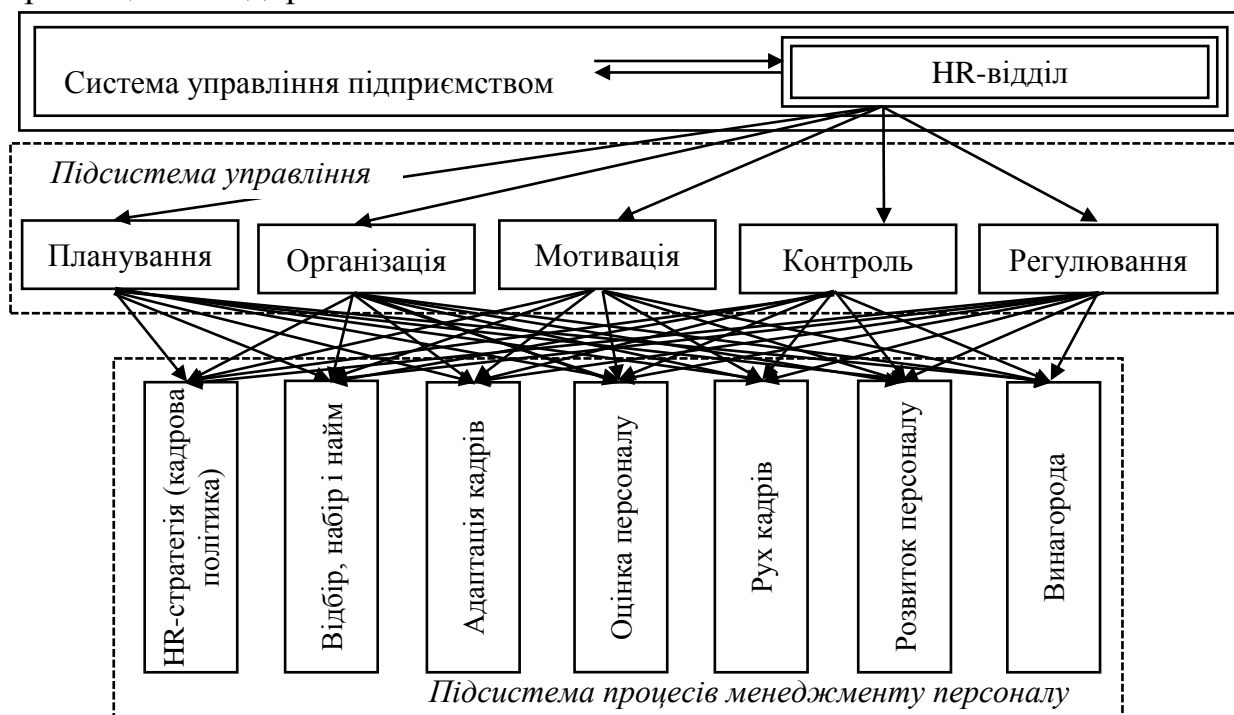 Система управління підприємством
HR-відділ
Підсистема управління
Планування
Організація
Мотивація
Контроль
Регулювання
HR-стратегія (кадрова
політика)
Відбір, набір і найм
Адаптація кадрів
Оцінка персоналу
Рух кадрів
Розвиток персоналу
Винагорода
Підсистема процесів менеджменту персоналу